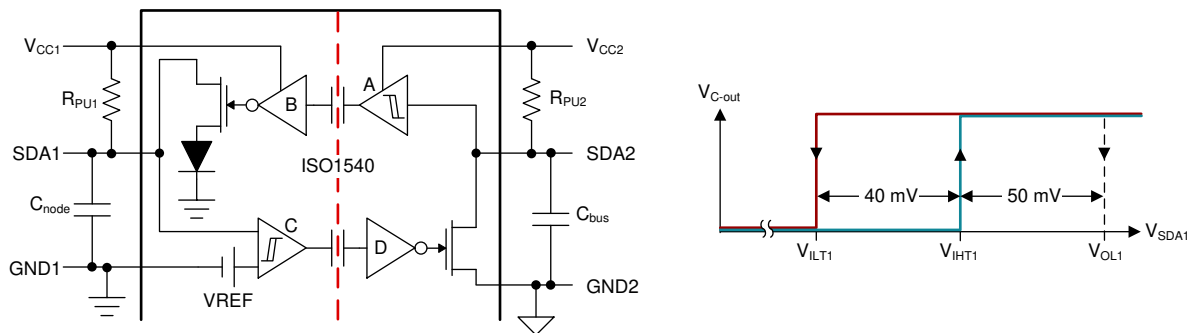 VCC1
VCC2
A
B
RPU1
RPU2
SDA1
ISO1540
SDA2
Cnode
C
D
Cbus
GND1
VREF
GND2
VC-out
40 mV
50 mV
VSDA1
VILT1
VIHT1
VOL1